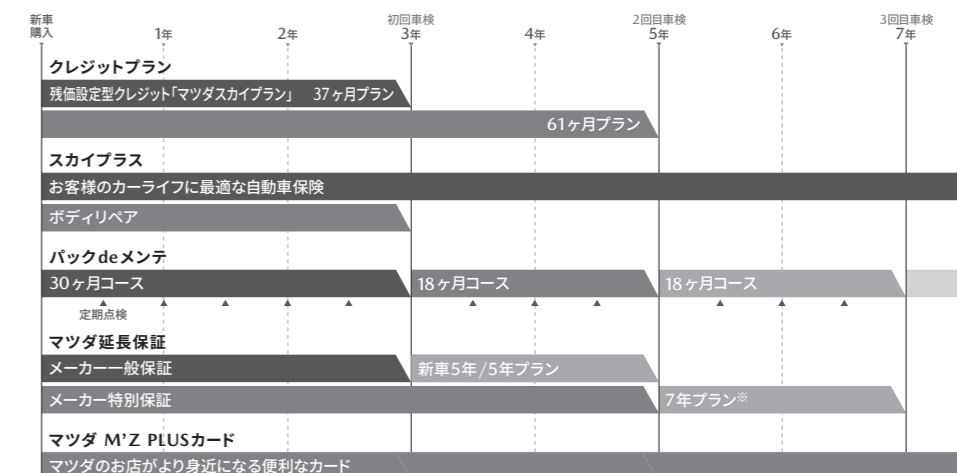 新車
購入
1年
2年
初回車検
3年
4年
2回目車検
5年
6年
3回目車検
7年
クレジットプラン
残価設定型クレジット「マツダスカイプラン」 37ヶ月プラン
61ヶ月プラン
スカイプラス
お客様のカーライフに最適な自動車保険
ボディリペア
パックdeメンテ
30ヶ月コース
18ヶ月コース
18ヶ月コース
定期点検
マツダ延長保証
メーカー一般保証
新車5年/5年プラン
メーカー特別保証
7年プラン※
マツダ M'Z PLUSカード
マツダのお店がより身近になる便利なカード